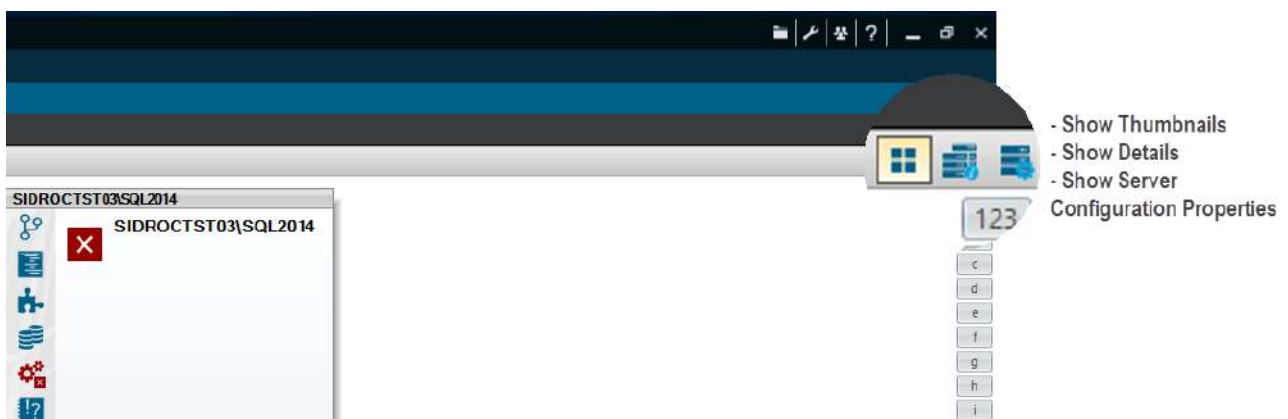 ?
- Show Thumbnails
- Show Details
- Show Server
Configuration Properties
SIDROCTST03\SQL2014
SIDROCTST03\SQL2014
123
c
d
e
f
g
h
i
!?